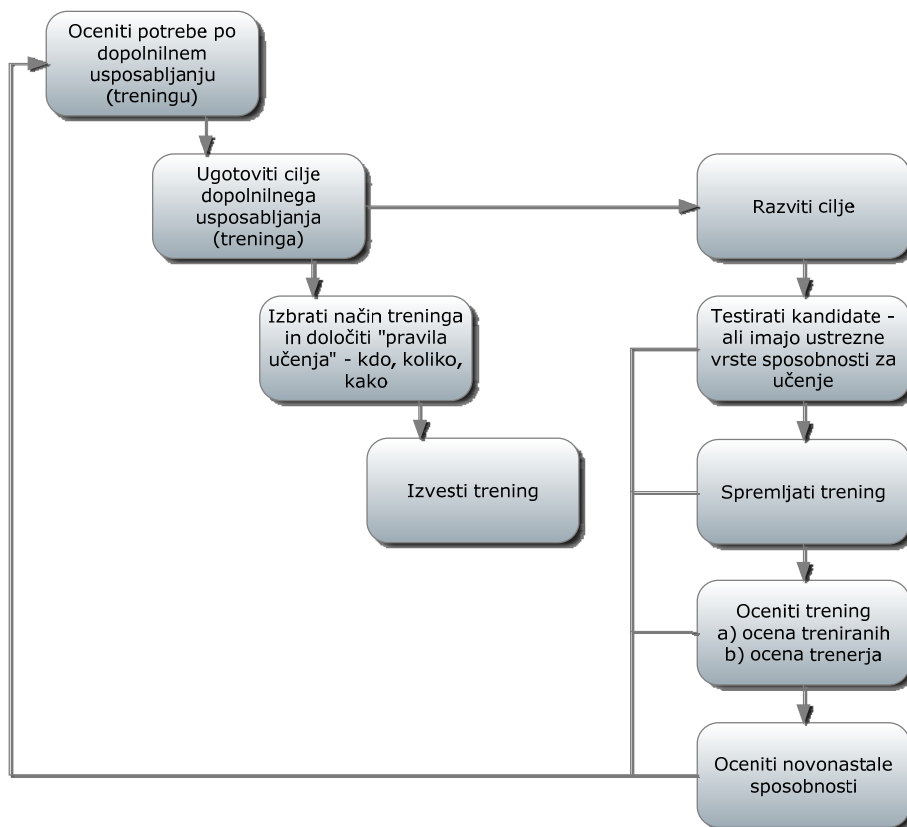 Oceniti potrebe po
dopolnilnem
usposabljanju
(treningu)
Ugotoviti cilje
dopolnilnega
usposabljanja
(treninga)
Razviti cilje
Izbrati način treninga
in določiti "pravila
učenja" - kdo, koliko,
kako
Testirati kandidate -
ali imajo ustrezne
vrste sposobnosti za
učenje
Izvesti trening
Spremljati trening
Oceniti trening
a) ocena treniranih
b) ocena trenerja
Oceniti novonastale
sposobnosti